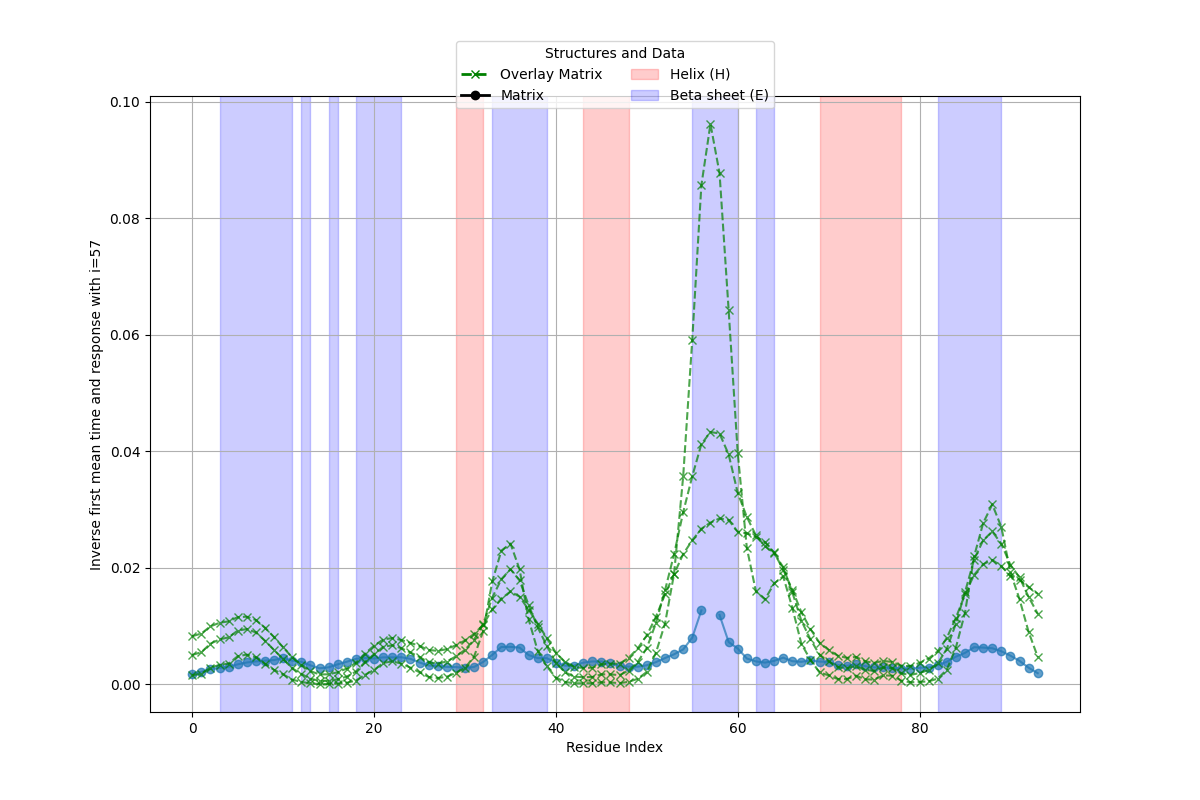 Structures and Data
Overlay Matrix
Matrix
Helix (H)
Beta sheet (E)
Inverse first mean time and response with i=57
0.10
0.08
0.06
0.04
0.02
0.00
0 20 40 60 80
Residue Index